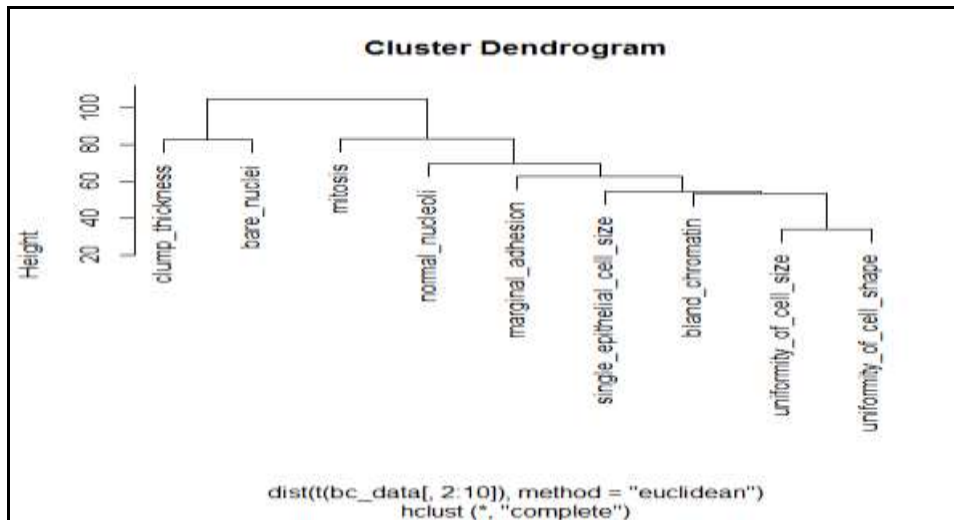 Cluster Dendrogram
Height
100
80
60
40
20
clump_thickness
bare_nuclei
mitosis
normal_nucleoli
marginal_adhesion
single_epithelial_cell_size
bland_chromatin
uniformity_of_cell_size
uniformity_of_cell_shape
dist(t(bc_data[, 2:10]), method = "euclidean")
hclust (*, "complete")